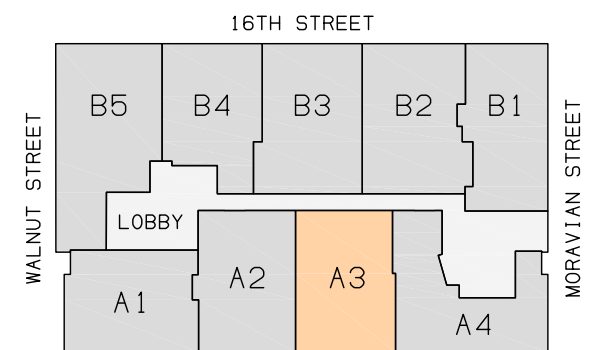 16TH STREET
WALNUT STREET
B5
B4
B3
B2
B1
MORAVIAN STREET
LOBBY
A1
A2
A3
A4